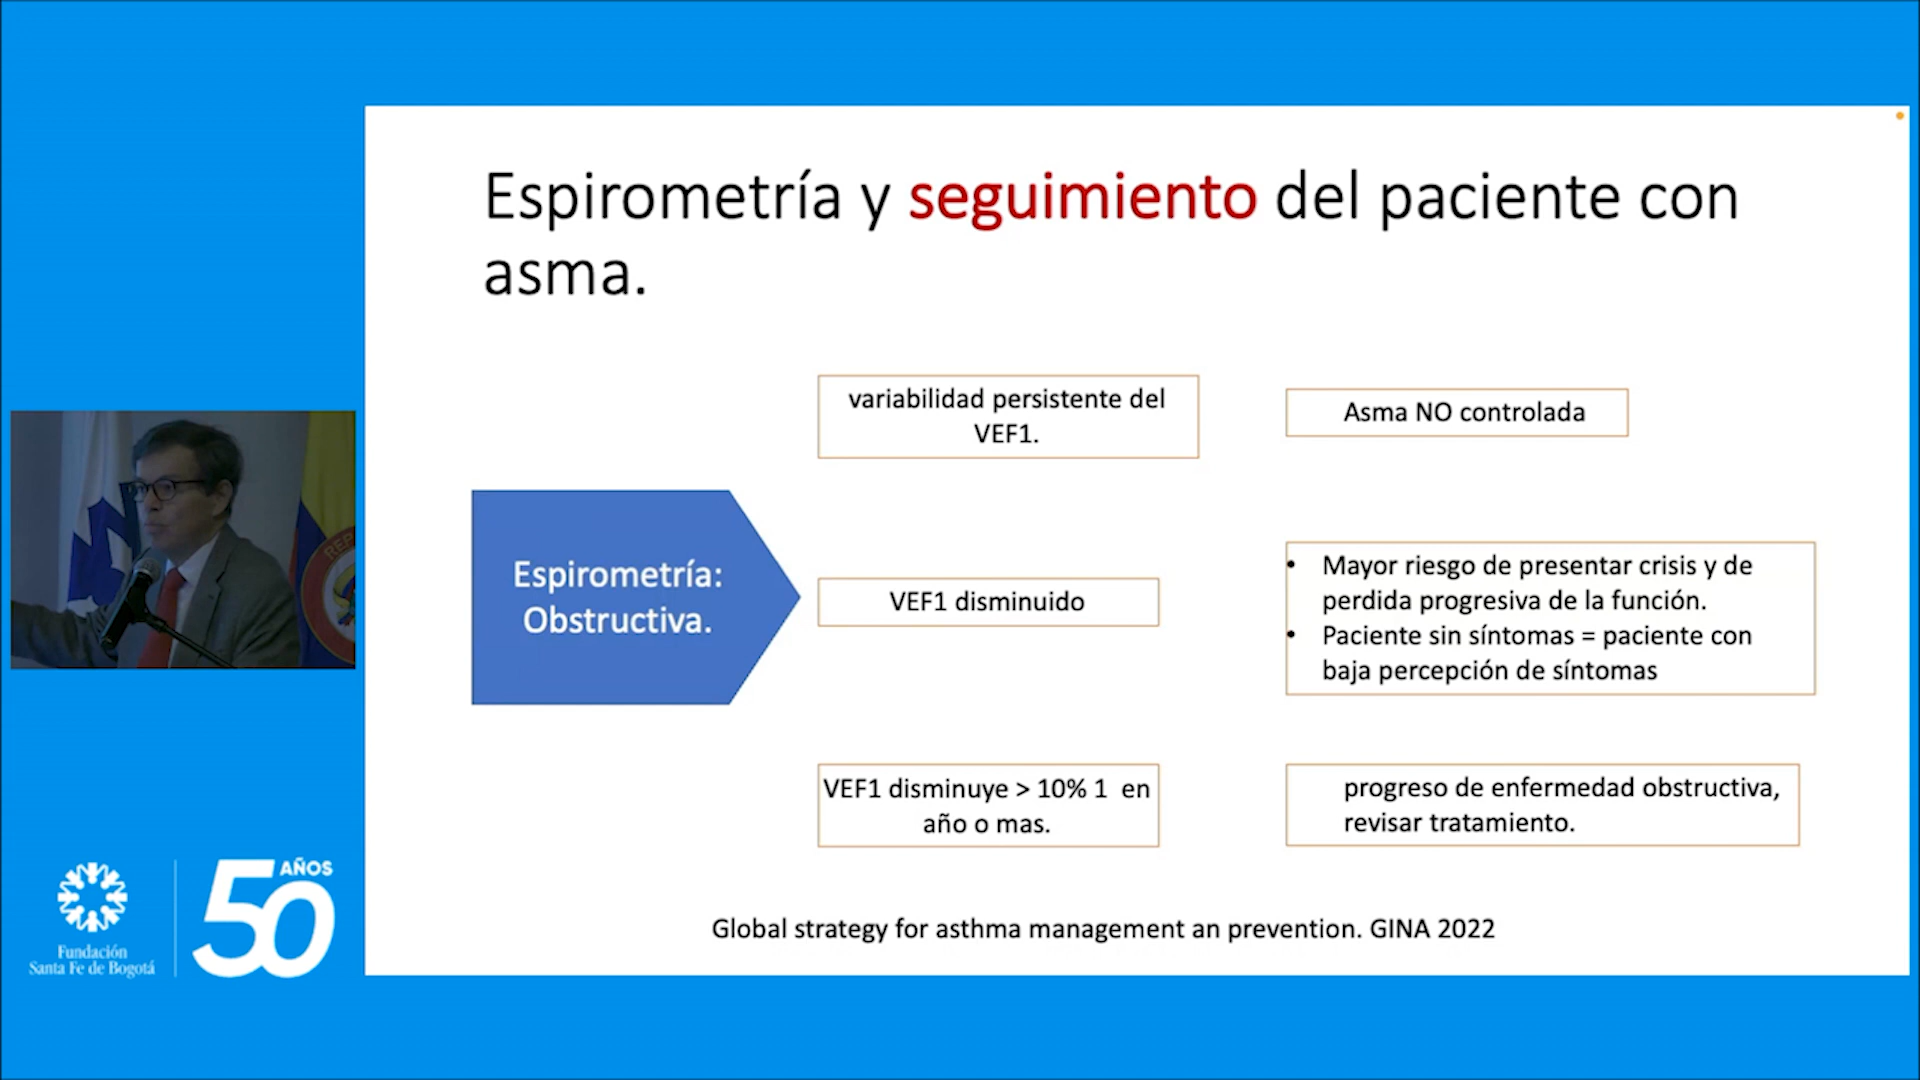 Espirometría y seguimiento del paciente con
asma.
variabilidad persistente del
VEF1.
Asma NO controlada
Espirometría:
Obstructiva.
VEF1 disminuido
• Mayor riesgo de presentar crisis y de
perdida progresiva de la función.
• Paciente sin síntomas = paciente con
baja percepción de síntomas
VEF1 disminuye > 10% 1 en
año o mas.
progreso de enfermedad obstructiva,
revisar tratamiento.
Global strategy for asthma management an prevention. GINA 2022
REP
Fundación
Santa Fe de Bogotá
50 AÑOS